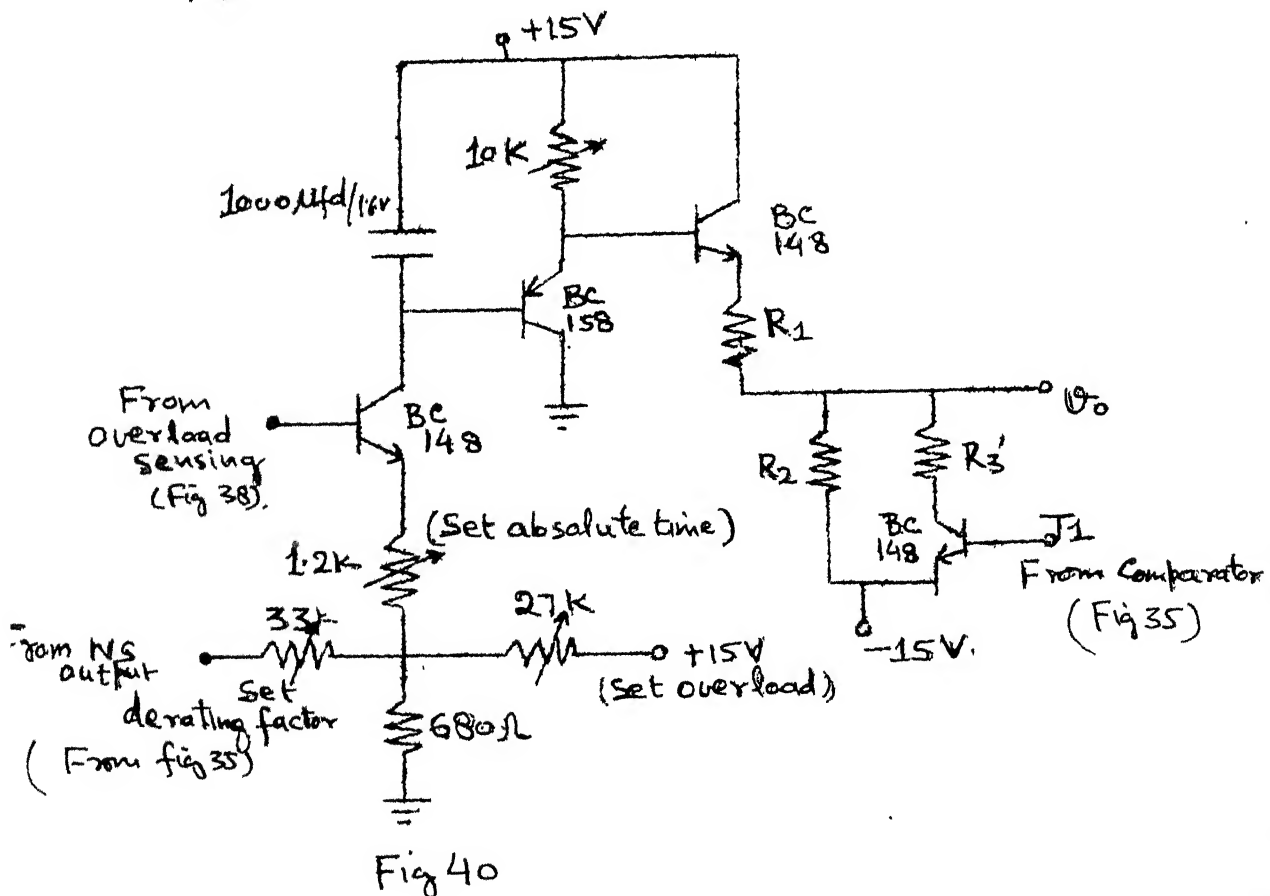 +15V
10K
1000Mfd/16V
BC
148
BC
158
R1
From
overload
sensing
(Fig 38).
BC
148
υo
R2
R3'
(Set absolute time)
1.2K
BC
148
J1
From Comparator
(Fig 35)
33K
27K
From NS
output
+15V
(Set overload)
-15V.
Set
derating factor
(From fig 35)
680Ω
Fig 40